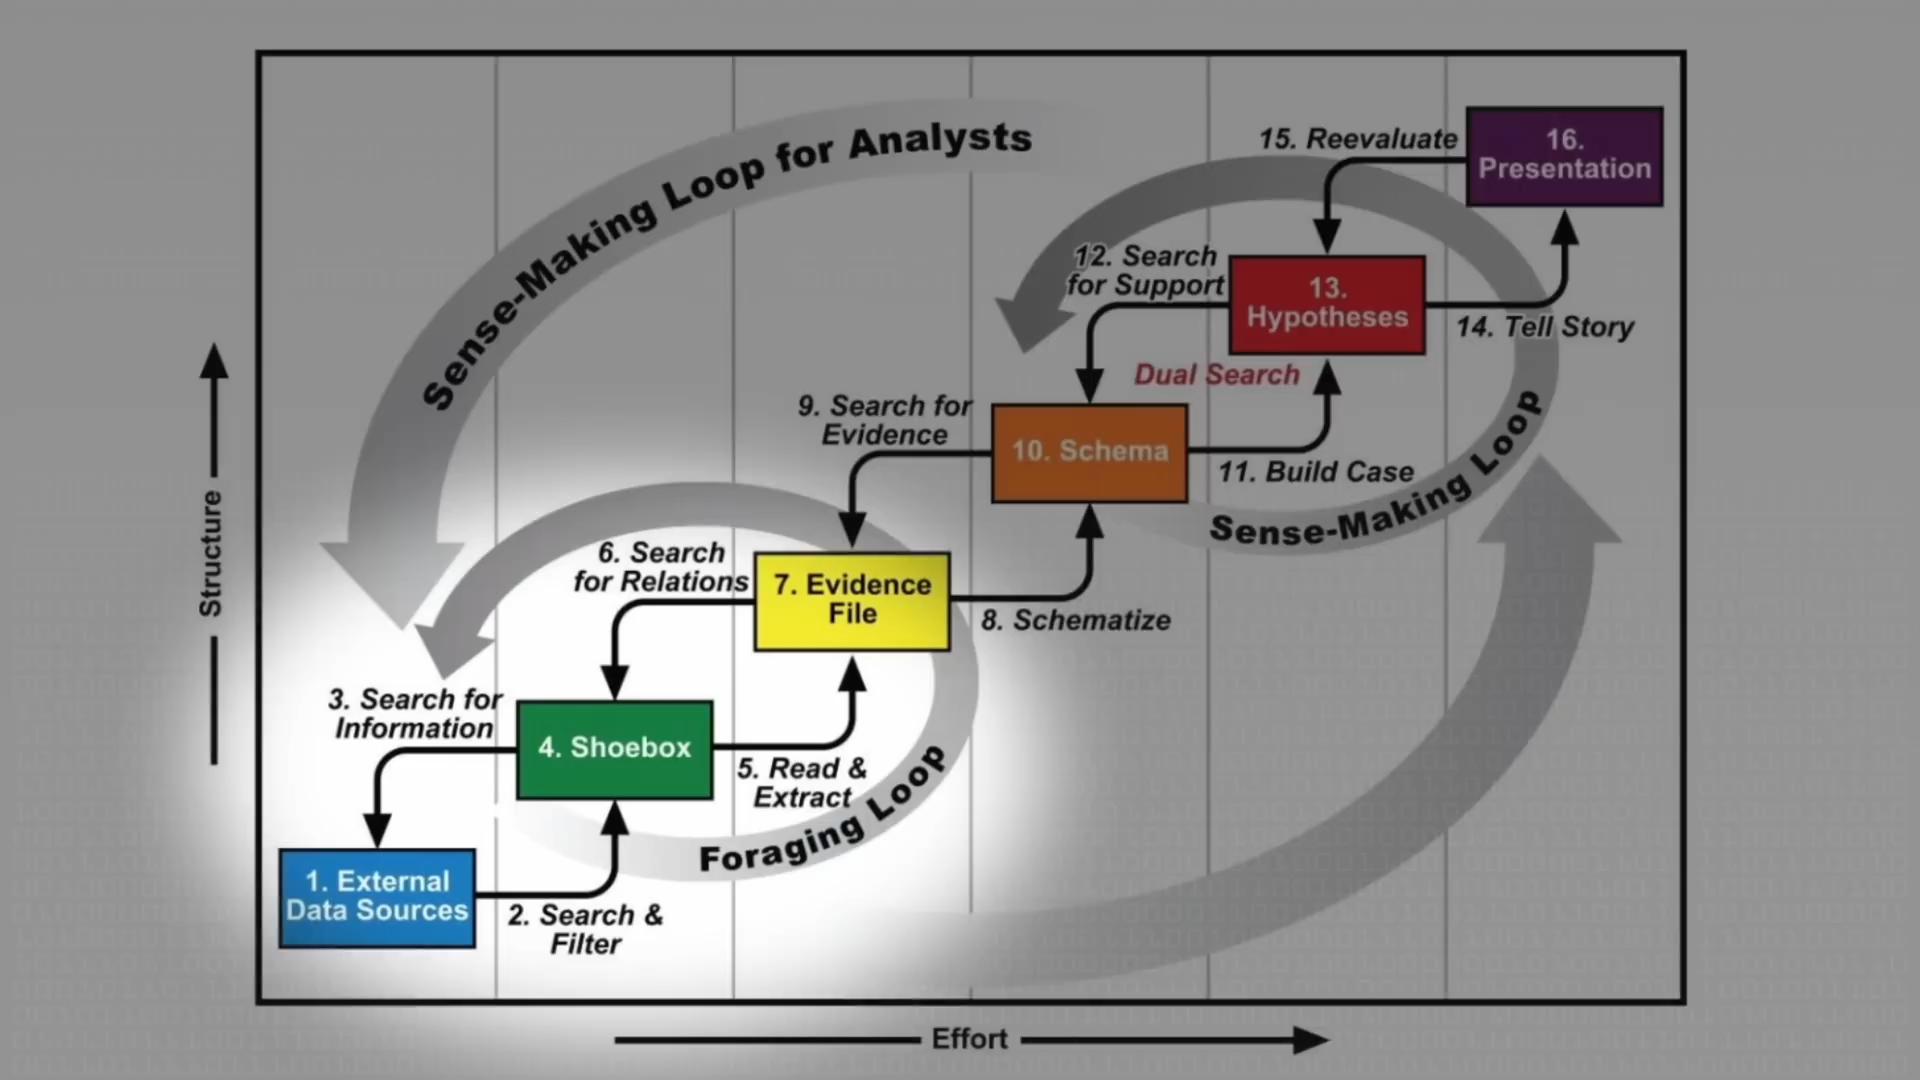 Sense-Making Loop for Analysts
15. Reevaluate
16.
Presentation
12. Search
for Support
13.
Hypotheses
14. Tell Story
Dual Search
9. Search for
Evidence
10. Schema
11. Build Case
Sense-Making Loop
6. Search
for Relations
7. Evidence
File
8. Schematize
3. Search for
Information
4. Shoebox
5. Read &
Extract
Foraging Loop
1. External
Data Sources
2. Search &
Filter
Structure
Effort